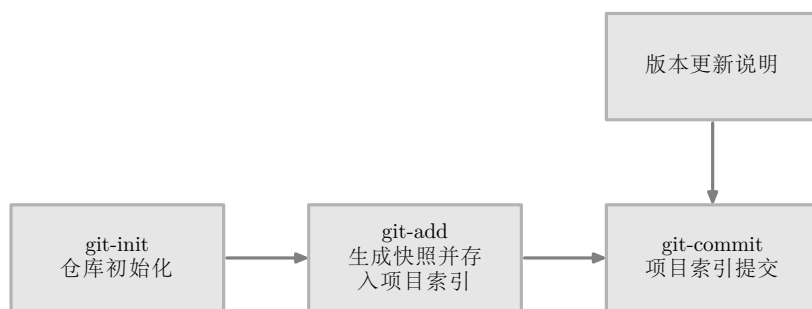 版本更新说明
git-init
仓库初始化
git-add
生成快照并存
入项目索引
git-commit
项目索引提交